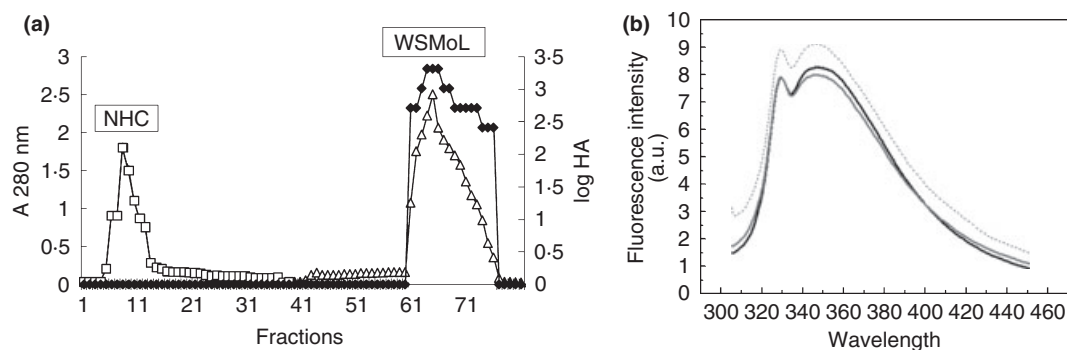 (a)
NHC
WSMoL
A 280 nm
3
2·5
2
1·5
1
0·5
0
3·5
3
2·5
2
1·5
1
0·5
0
log HA
1 11 21 31 41 51 61 71
Fractions
(b)
Fluorescence intensity
(a.u.)
10
9
8
7
6
5
4
3
2
1
0
300 320 340 360 380 400 420 440 460
Wavelength